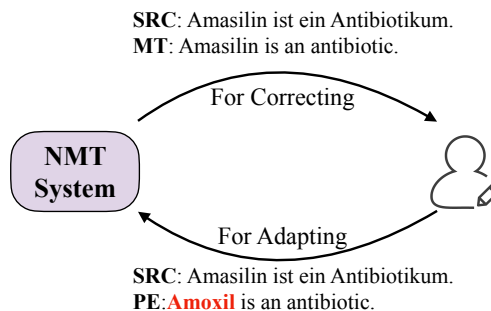 SRC: Amasilin ist ein Antibiotikum.
MT: Amasilin is an antibiotic.
For Correcting
NMT
System
For Adapting
SRC: Amasilin ist ein Antibiotikum.
PE:Amoxil is an antibiotic.